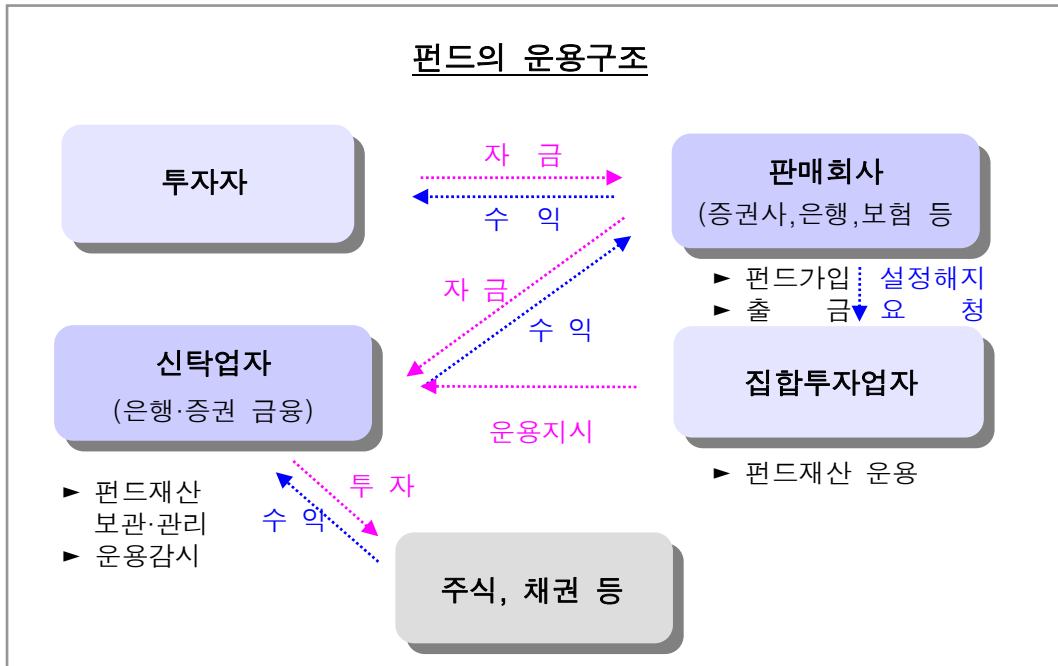 펀드의 운용구조
투자자
자 금
수 익
판매회사
(증권사,은행,보험 등
► 펀드가입
► 출 금
설정해지
요 청
자 금
수 익
신탁업자
(은행·증권 금융)
집합투자업자
운용지시
► 펀드재산 운용
► 펀드재산
보관·관리
► 운용감시
투 자
수 익
주식, 채권 등